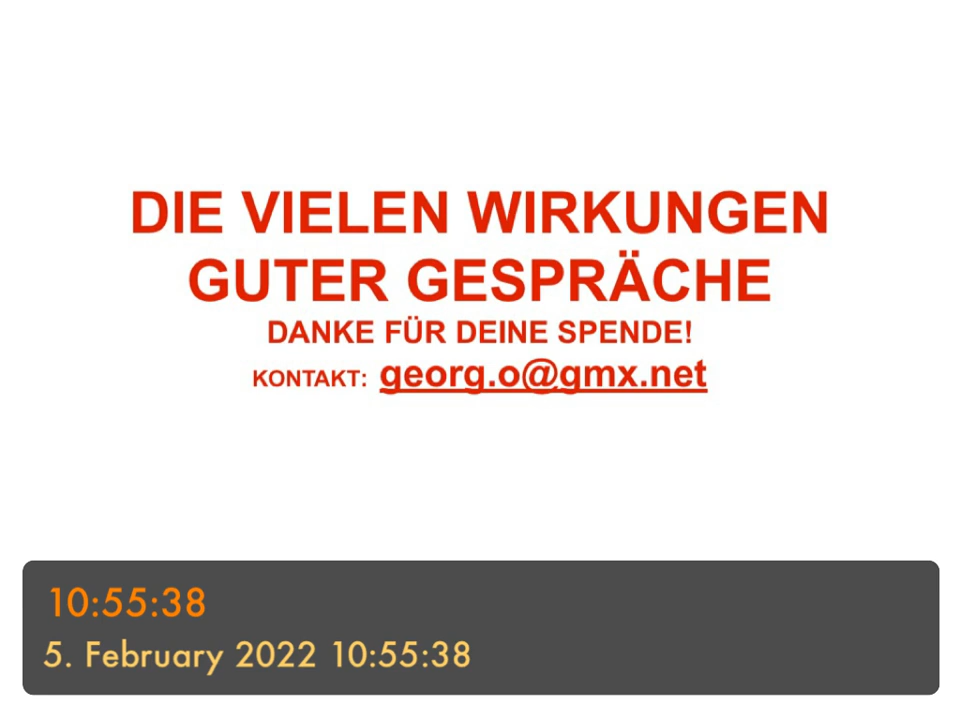 DIE VIELEN WIRKUNGEN
GUTER GESPRÄCHE
DANKE FÜR DEINE SPENDE!
KONTAKT: georg.o@gmx.net
10:55:38
5. February 2022 10:55:38